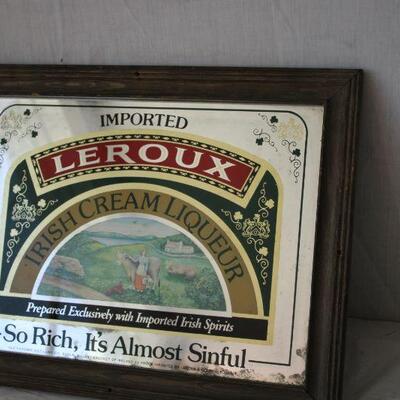 IMPORTED
LEROUX
IRISH CREAM LIQUEUR
Prepared Exclusively with Imported Irish Spirits
So Rich, It's Almost Sinful